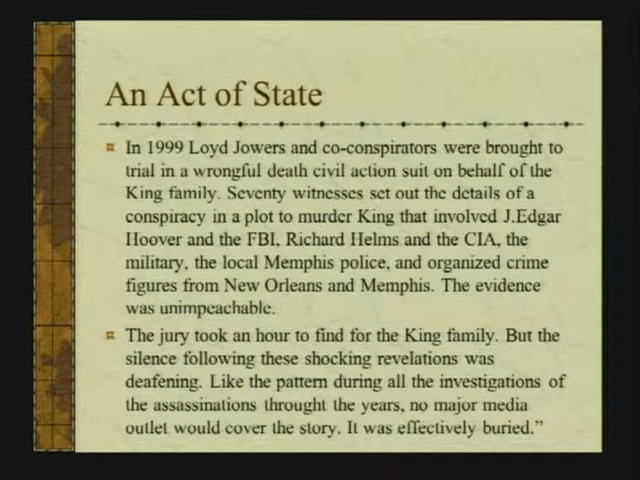 An Act of State
In 1999 Loyd Jowers and co-conspirators were brought to
trial in a wrongful death civil action suit on behalf of the
King family. Seventy witnesses set out the details of a
conspiracy in a plot to murder King that involved J.Edgar
Hoover and the FBI, Richard Helms and the CIA, the
military, the local Memphis police, and organized crime
figures from New Orleans and Memphis. The evidence
was unimpeachable.
The jury took an hour to find for the King family. But the
silence following these shocking revelations was
deafening. Like the pattern during all the investigations of
the assassinations throught the years, no major media
outlet would cover the story. It was effectively buried.”